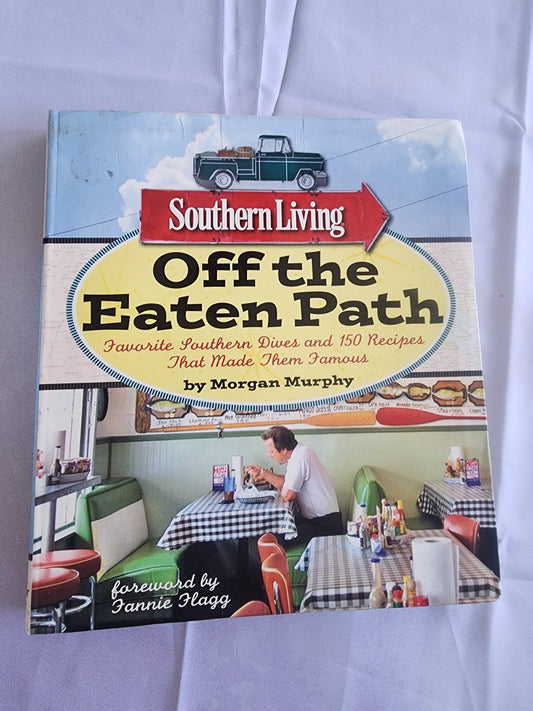 Southern Living
Off the
Eaten Path
Favorite Southern Dives and 150 Recipes
That Made Them Famous
by Morgan Murphy
foreword by
Fannie Flagg